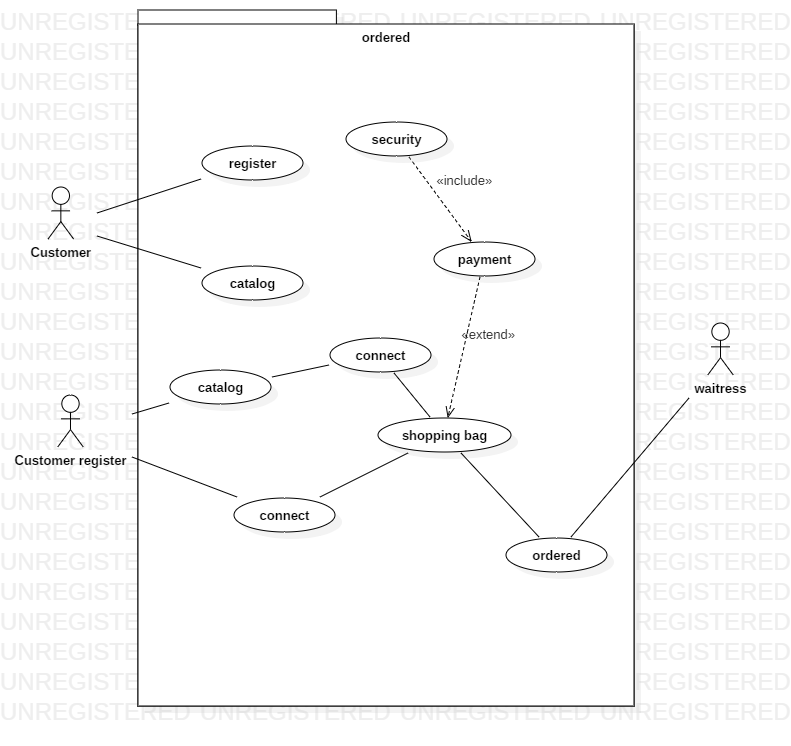 ordered
security
register
«include»
Customer
payment
catalog
«extend»
connect
catalog
waitress
shopping bag
Customer register
connect
ordered
UNREGISTERED